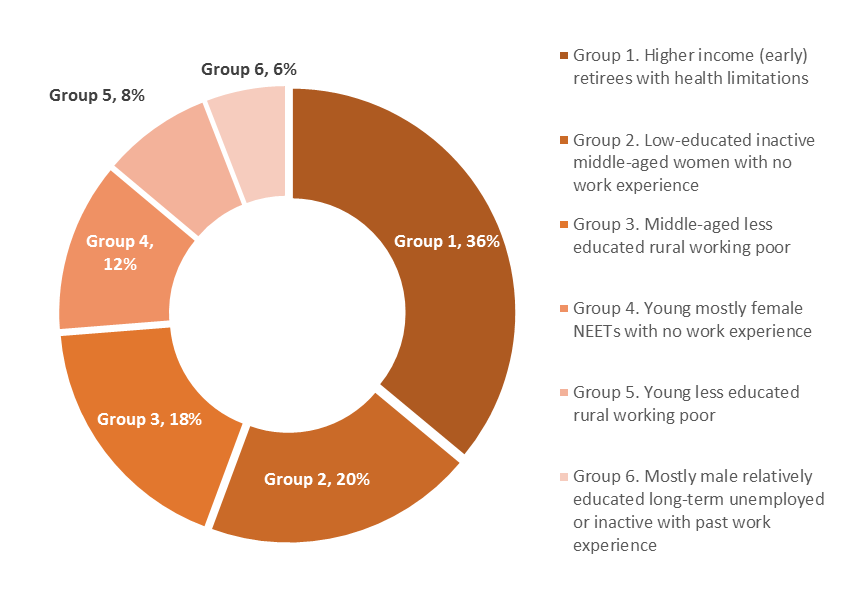 Group 6, 6%
Group 5, 8%
Group 4,
12%
Group 1, 36%
Group 3, 18%
Group 2, 20%
Group 1. Higher income (early)
retirees with health limitations
Group 2. Low-educated inactive
middle-aged women with no
work experience
Group 3. Middle-aged less
educated rural working poor
Group 4. Young mostly female
NEETs with no work experience
Group 5. Young less educated
rural working poor
Group 6. Mostly male relatively
educated long-term unemployed
or inactive with past work
experience